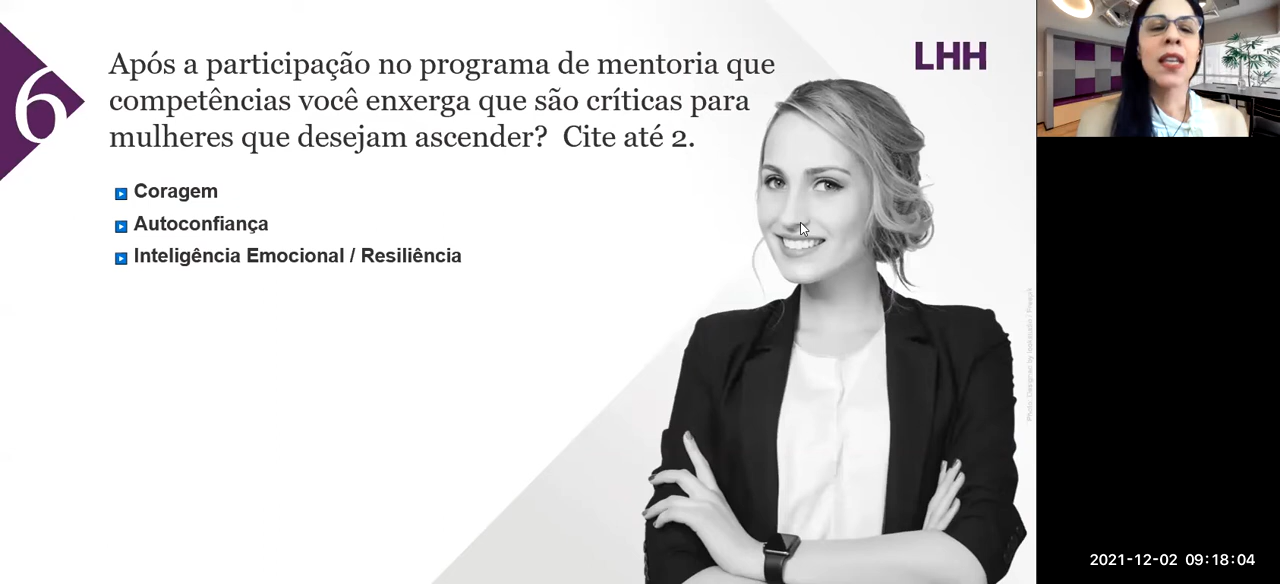 6
Após a participação no programa de mentoria que
competências você enxerga que são críticas para
mulheres que desejam ascender?  Cite até 2.
Coragem
Autoconfiança
Inteligência Emocional / Resiliência
LHH
2021-12-02 09:18:04